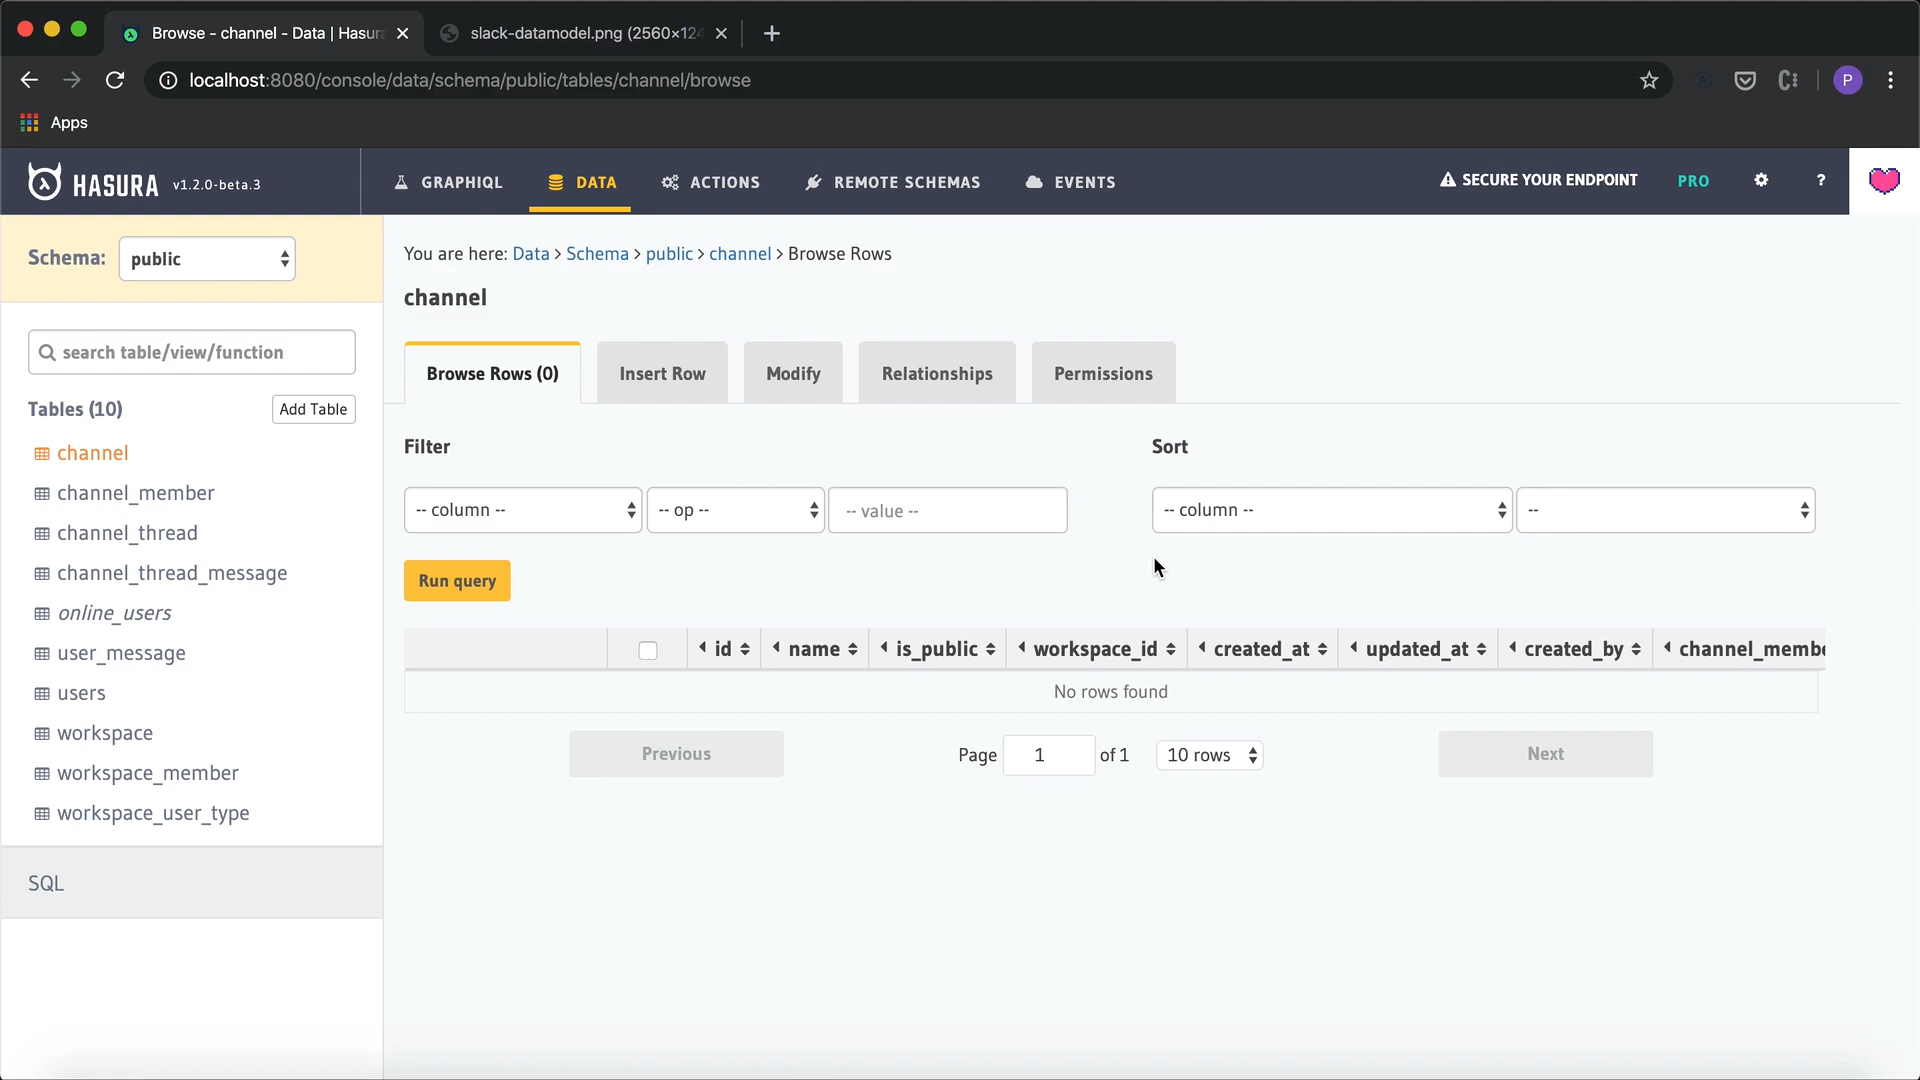 Browse - channel - Data | Hasura
slack-datamodel.png (2560×124
localhost:8080/console/data/schema/public/tables/channel/browse
P
Apps
HASURA v1.2.0-beta.3
GRAPHIQL
DATA
ACTIONS
REMOTE SCHEMAS
EVENTS
SECURE YOUR ENDPOINT
PRO
?
Schema:
public
You are here: Data > Schema > public > channel > Browse Rows
channel
search table/view/function
Browse Rows (0)
Insert Row
Modify
Relationships
Permissions
Tables (10)
Add Table
channel
channel_member
channel_thread
channel_thread_message
online_users
user_message
users
workspace
workspace_member
workspace_user_type
SQL
Filter
Sort
-- column --
-- op --
-- value --
-- column --
--
Run query
id
name
is_public
workspace_id
created_at
updated_at
created_by
channel_membe
No rows found
Previous
Page 1 of 1
10 rows
Next